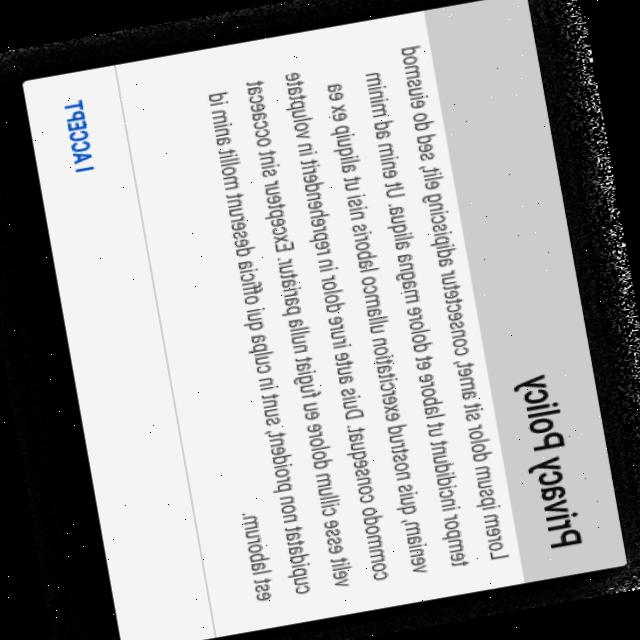 Privacy Policy
Lorem ipsum dolor sit amet, consectetur adipisicing elit, sed do eiusmod
tempor incididunt ut labore et dolore magna aliqua. Ut enim ad minim
veniam, quis nostrud exercitation ullamco laboris nisi ut aliquip ex ea
commodo consequat. Duis aute irure dolor in reprehenderit in voluptate
velit esse cillum dolore eu fugiat nulla pariatur. Excepteur sint occaecat
cupidatat non proident, sunt in culpa qui officia deserunt mollit anim id
est laborum.
I ACCEPT